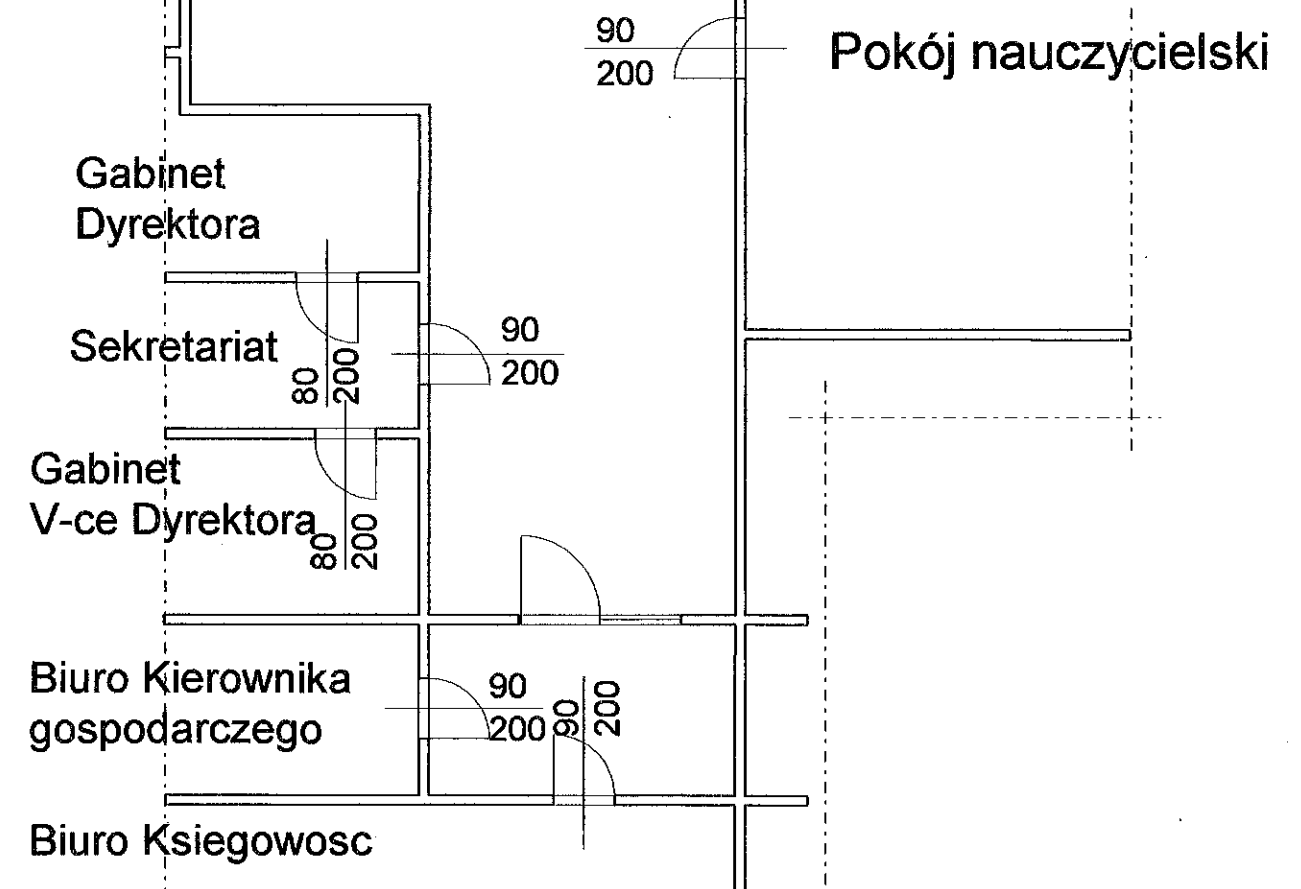 90
200
Pokój nauczycielski
Gabinet
Dyrektora
Sekretariat
80
200
90
200
Gabinet
V-ce Dyrektora
80
200
Biuro Kierownika
gospodarczego
90
200
90
200
Biuro Ksiegowosc